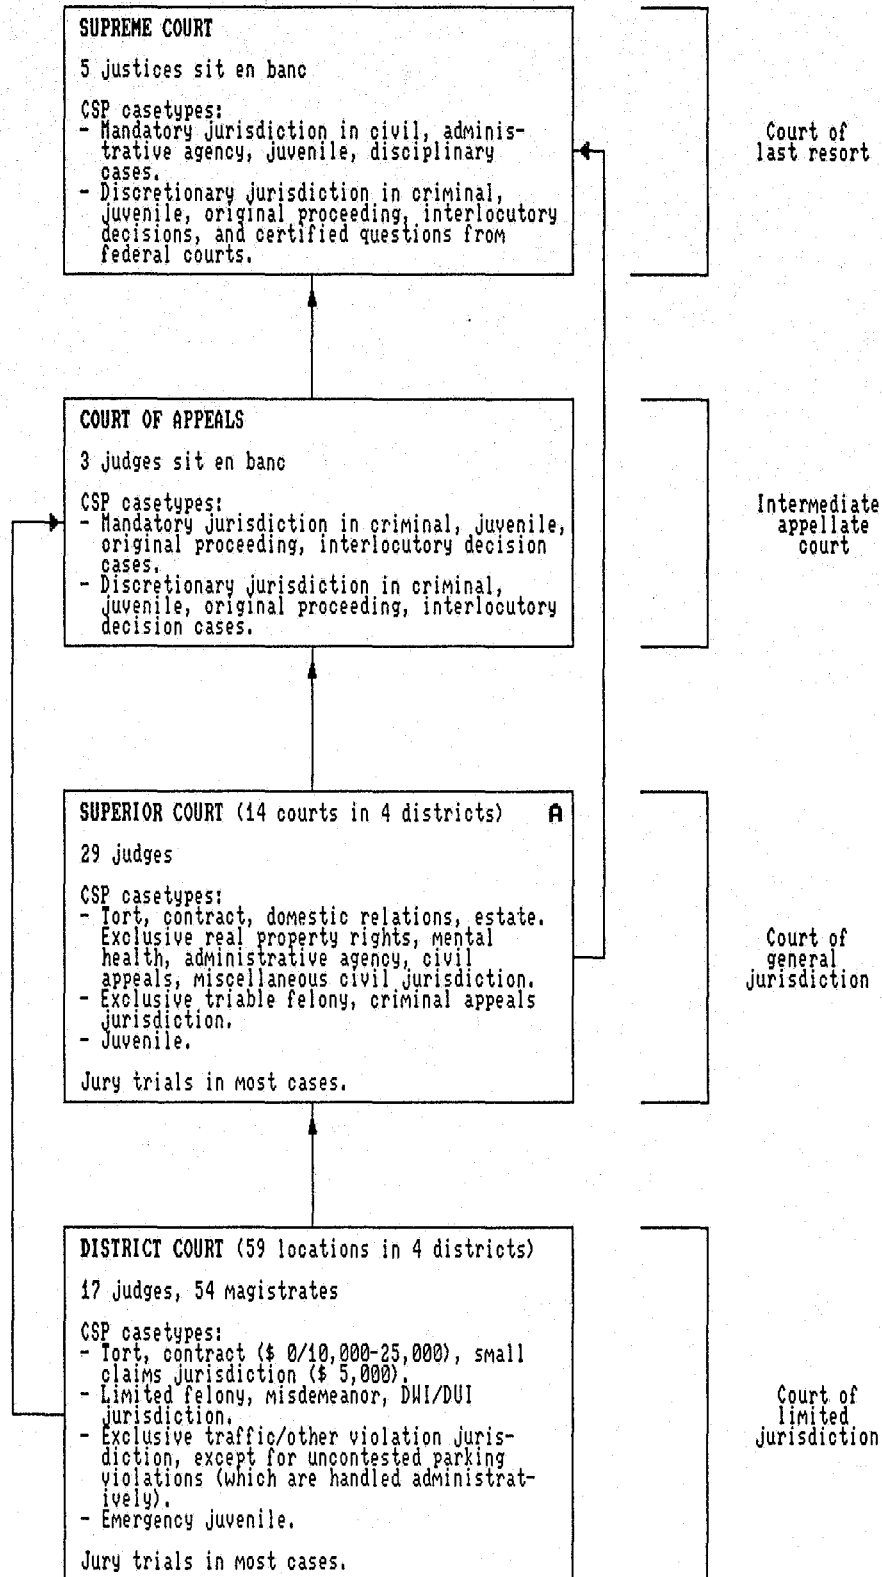 SUPREME COURT
5 justices sit en banc
CSP casetypes:
- Mandatory jurisdiction in civil, adminis-
trative agency, juvenile, disciplinary
cases.
- Discretionary jurisdiction in criminal,
juvenile, original proceeding, interlocutory
decisions, and certified questions from
federal courts.
Court of
last resort
COURT OF APPEALS
3 judges sit en banc
CSP casetypes:
- Mandatory jurisdiction in criminal, juvenile,
original proceeding, interlocutory decision
cases.
- Discretionary jurisdiction in criminal,
juvenile, original proceeding, interlocutory
decision cases.
Intermediate
appellate
court
SUPERIOR COURT (14 courts in 4 districts) A
29 judges
CSP casetypes:
- Tort, contract, domestic relations, estate.
Exclusive real property rights, mental
health, administrative agency, civil
appeals, miscellaneous civil jurisdiction.
- Exclusive triable felony, criminal appeals
jurisdiction.
- Juvenile.
Jury trials in most cases.
Court of
general
jurisdiction
DISTRICT COURT (59 locations in 4 districts)
17 judges, 54 magistrates
CSP casetypes:
- Tort, contract ($ 0/10,000-25,000), small
claims jurisdiction ($ 5,000).
- Limited felony, misdemeanor, DWI/DUI
jurisdiction.
- Exclusive traffic/other violation juris-
diction, except for uncontested parking
violations (which are handled administrat-
ively).
- Emergency juvenile.
Jury trials in most cases.
Court of
limited
jurisdiction